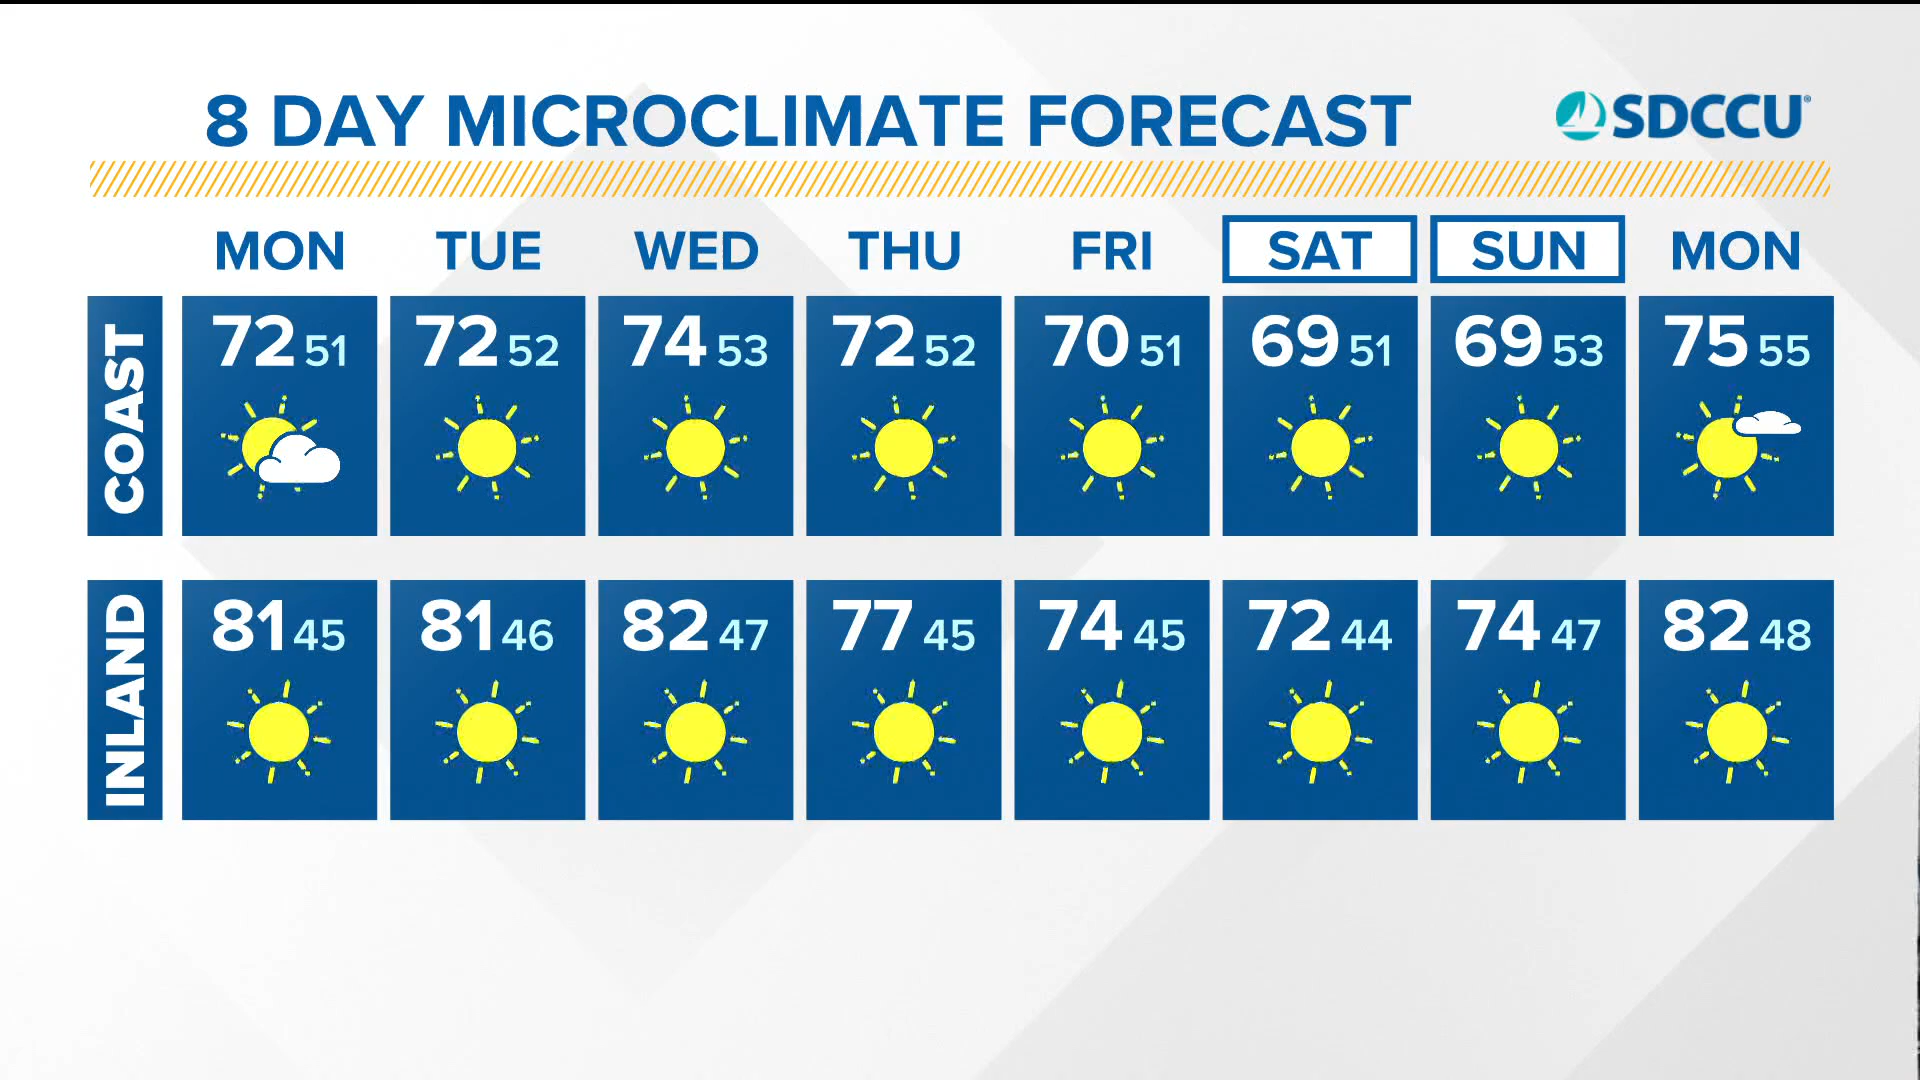 8 DAY MICROCLIMATE FORECAST
SDCCU®
MON TUE WED THU FRI SAT SUN MON
COAST
72 51 72 52 74 53 72 52 70 51 69 51 69 53 75 55
INLAND
81 45 81 46 82 47 77 45 74 45 72 44 74 47 82 48